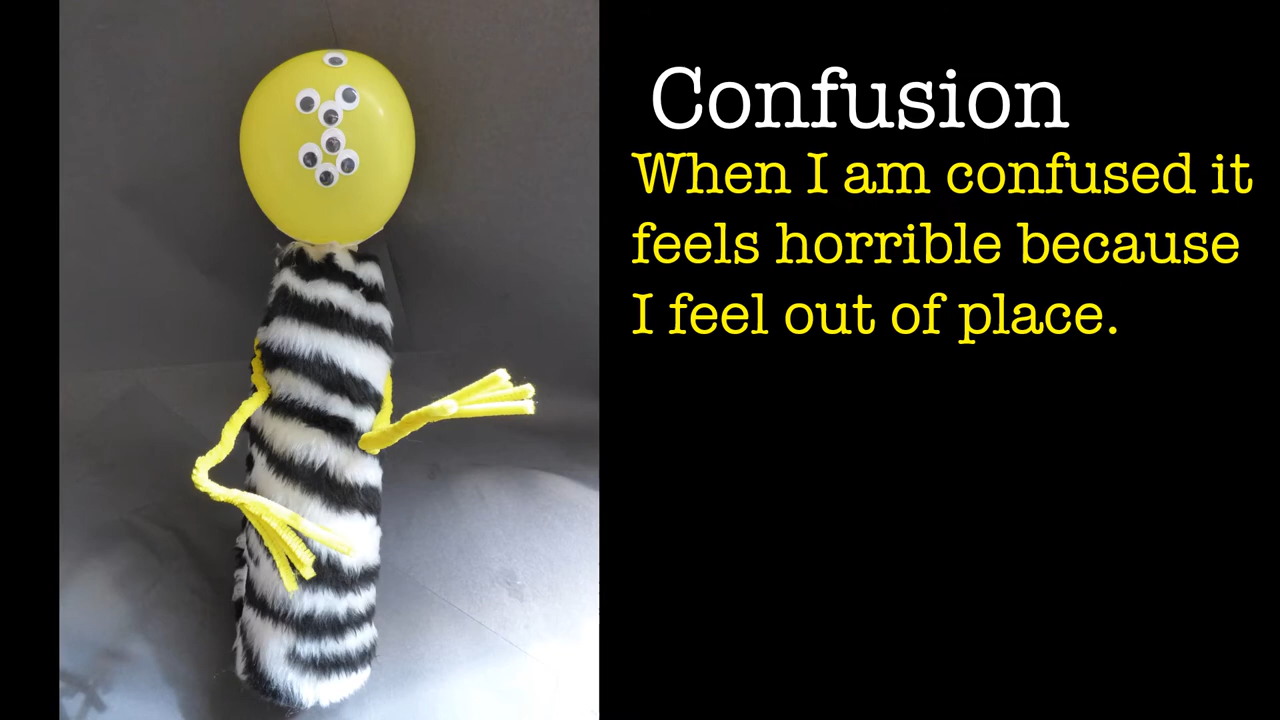 Confusion
When I am confused it
feels horrible because
I feel out of place.